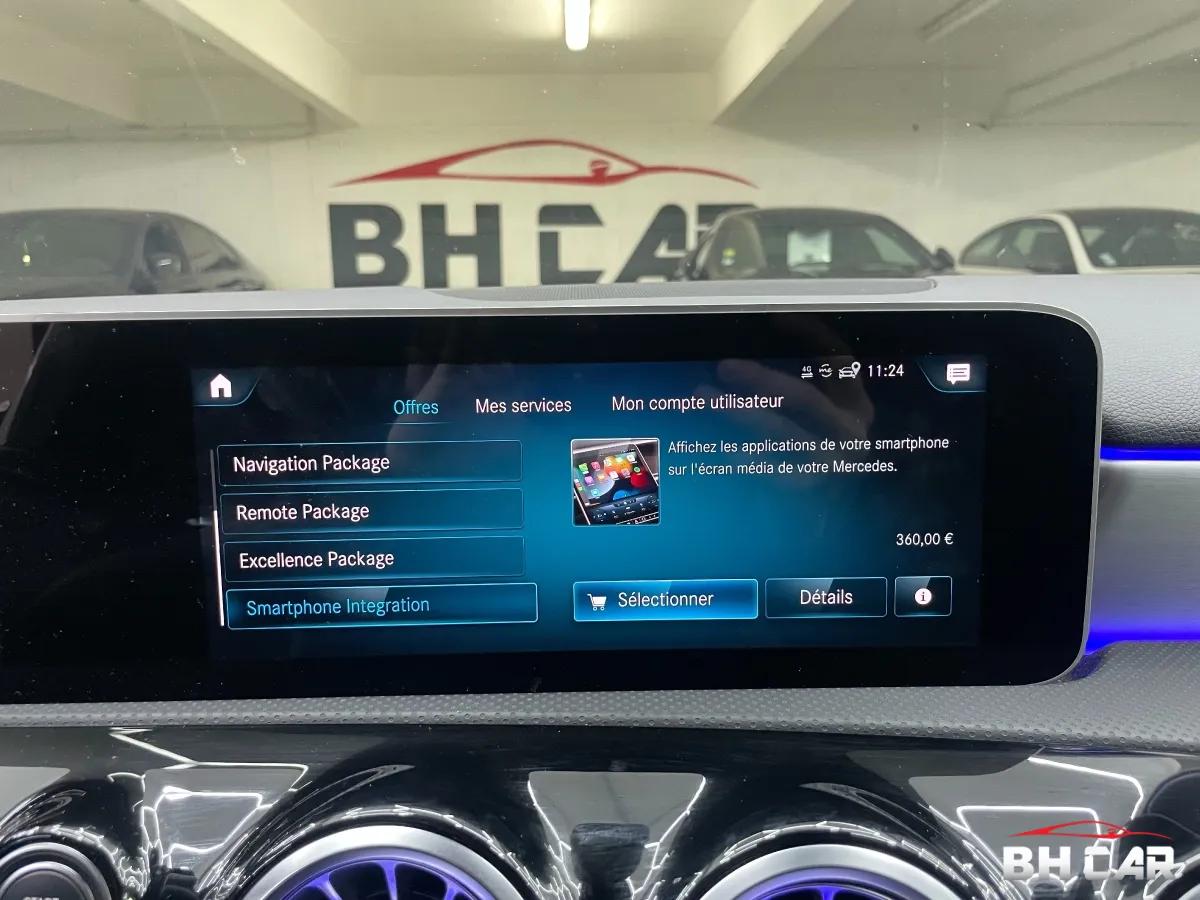 BH CAR
4G
11:24
Offres
Mes services
Mon compte utilisateur
Navigation Package
Remote Package
Excellence Package
Smartphone Integration
Affichez les applications de votre smartphone
sur l'écran média de votre Mercedes.
360,00 €
Sélectionner
Détails
BH CAR